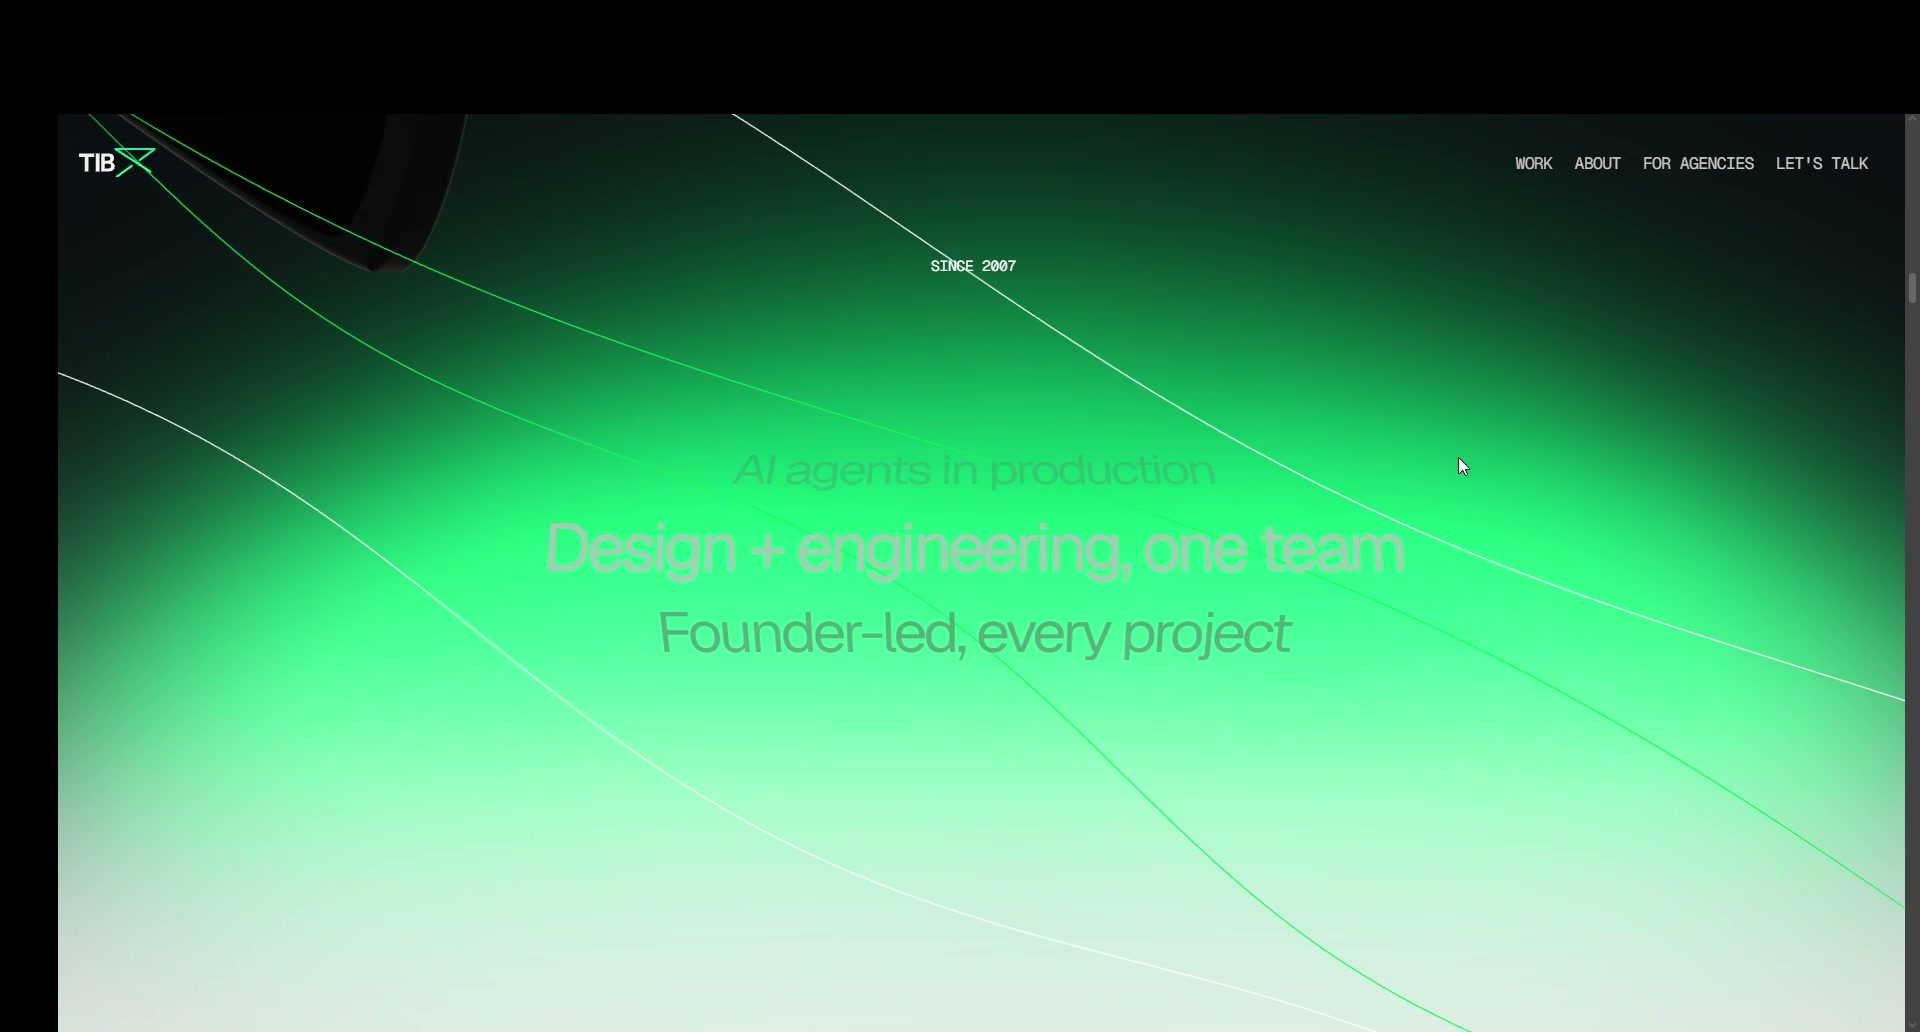 TIB
WORK ABOUT FOR AGENCIES LET'S TALK
SINCE 2007
AI agents in production
Design + engineering, one team
Founder-led, every project